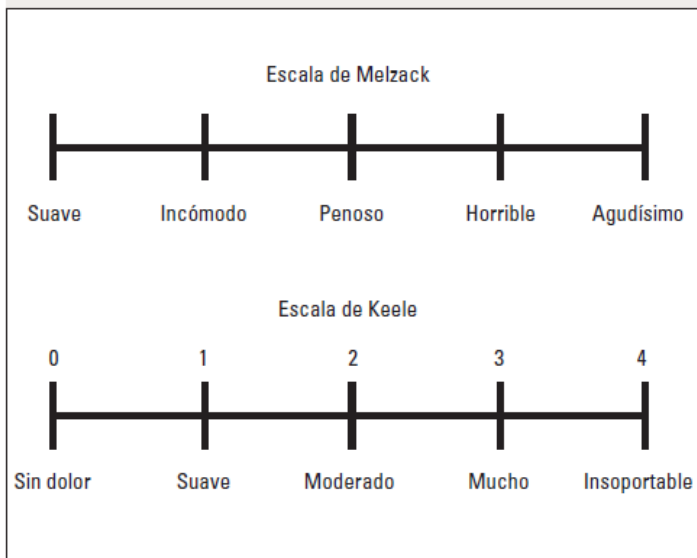 Escala de Melzack
Suave Incómodo Penoso Horrible Agudísimo
Escala de Keele
0 1 2 3 4
Sin dolor Suave Moderado Mucho Insoportable